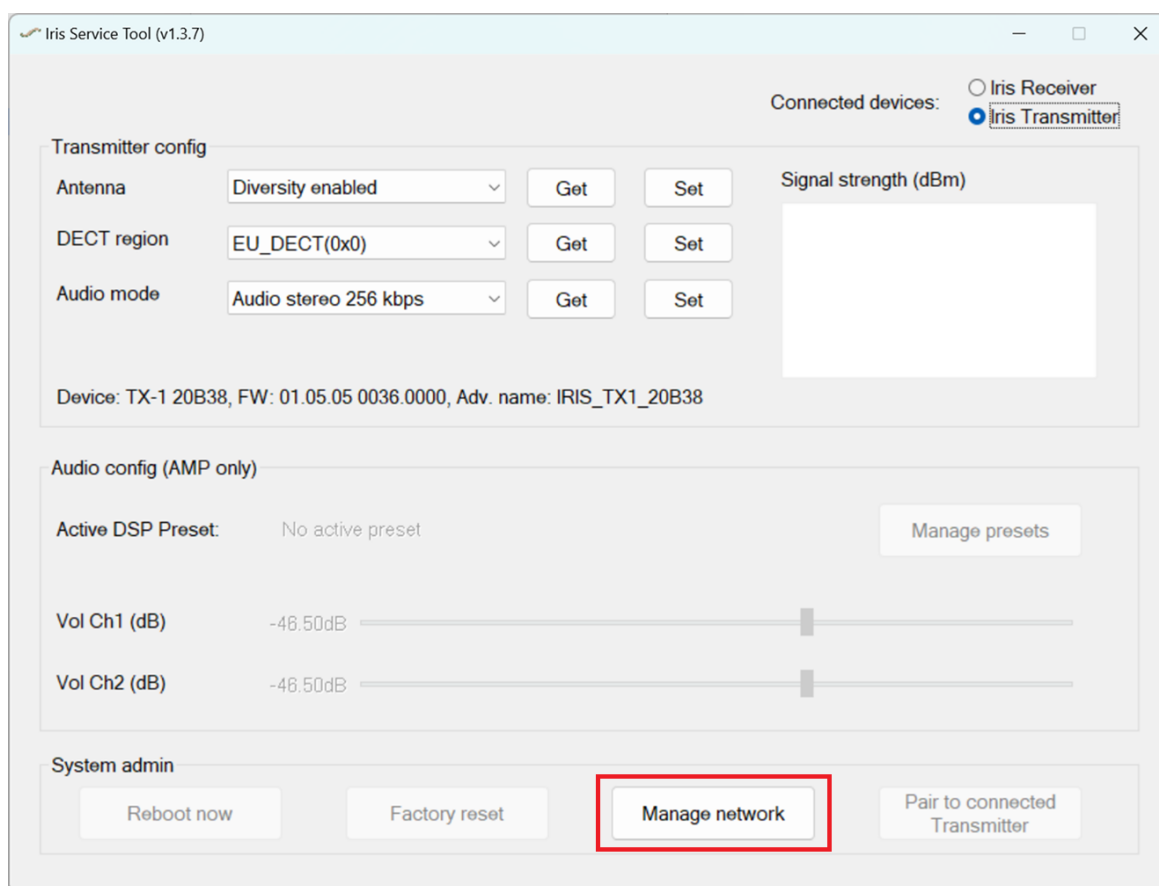 Iris Service Tool (v1.3.7)
Connected devices:
Iris Receiver
Iris Transmitter
Transmitter config
Antenna Diversity enabled Get Set
Signal strength (dBm)
DECT region EU_DECT(0x0) Get Set
Audio mode Audio stereo 256 kbps Get Set
Device: TX-1 20B38, FW: 01.05.05 0036.0000, Adv. name: IRIS_TX1_20B38
Audio config (AMP only)
Active DSP Preset: No active preset Manage presets
Vol Ch1 (dB) -46.50dB
Vol Ch2 (dB) -46.50dB
System admin
Reboot now Factory reset Manage network Pair to connected
Transmitter